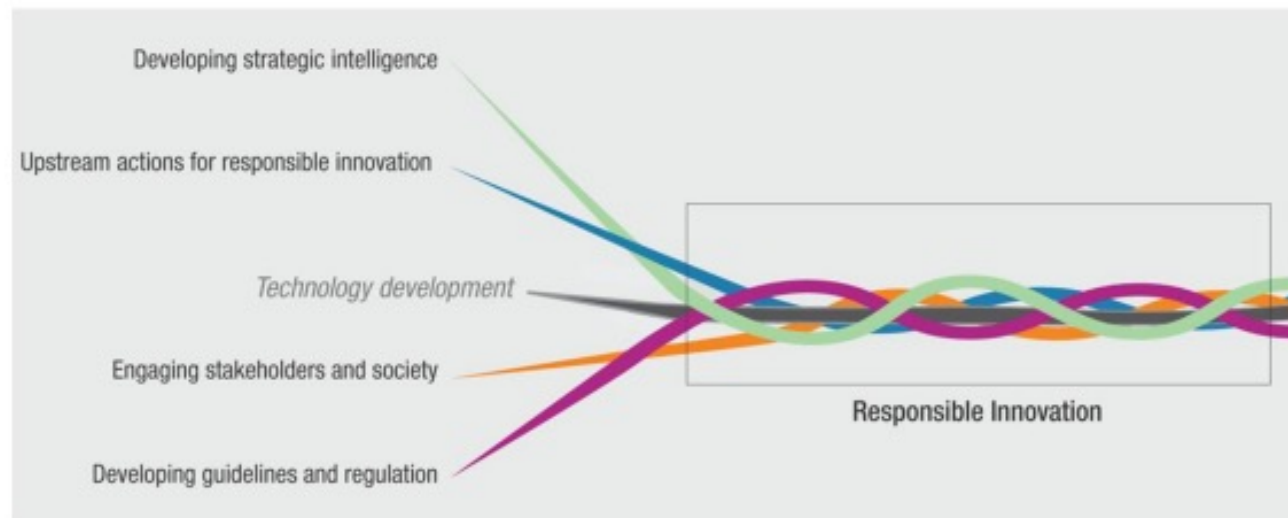 Developing strategic intelligence
Upstream actions for responsible innovation
Technology development
Engaging stakeholders and society
Responsible Innovation
Developing guidelines and regulation